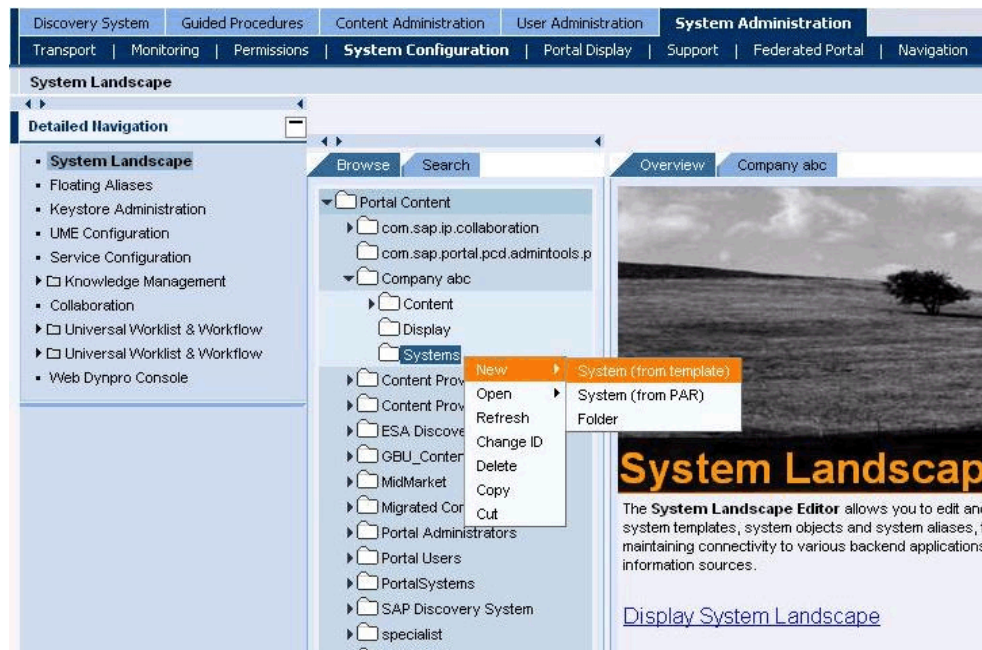 Discovery System Guided Procedures Content Administration User Administration System Administration
Transport | Monitoring | Permissions | System Configuration | Portal Display | Support | Federated Portal | Navigation
System Landscape
Detailed Navigation
System Landscape
Floating Aliases
Keystore Administration
UME Configuration
Service Configuration
Knowledge Management
Collaboration
Universal Worklist & Workflow
Universal Worklist & Workflow
Web Dynpro Console
Browse Search
Portal Content
com.sap.ip.collaboration
com.sap.portal.pcd.admintools.p
Company abc
Content
Display
Systems
Content Prov
Content Prov
ESA Discove
GBU_Conten
MidMarket
Migrated Con
Portal Administrators
Portal Users
PortalSystems
SAP Discovery System
specialist
New
Open
Refresh
Change ID
Delete
Copy
Cut
System (from template)
System (from PAR)
Folder
Overview Company abc
System Landscap
The System Landscape Editor allows you to edit and
system templates, system objects and system aliases,
maintaining connectivity to various backend applications
information sources.
Display System Landscape